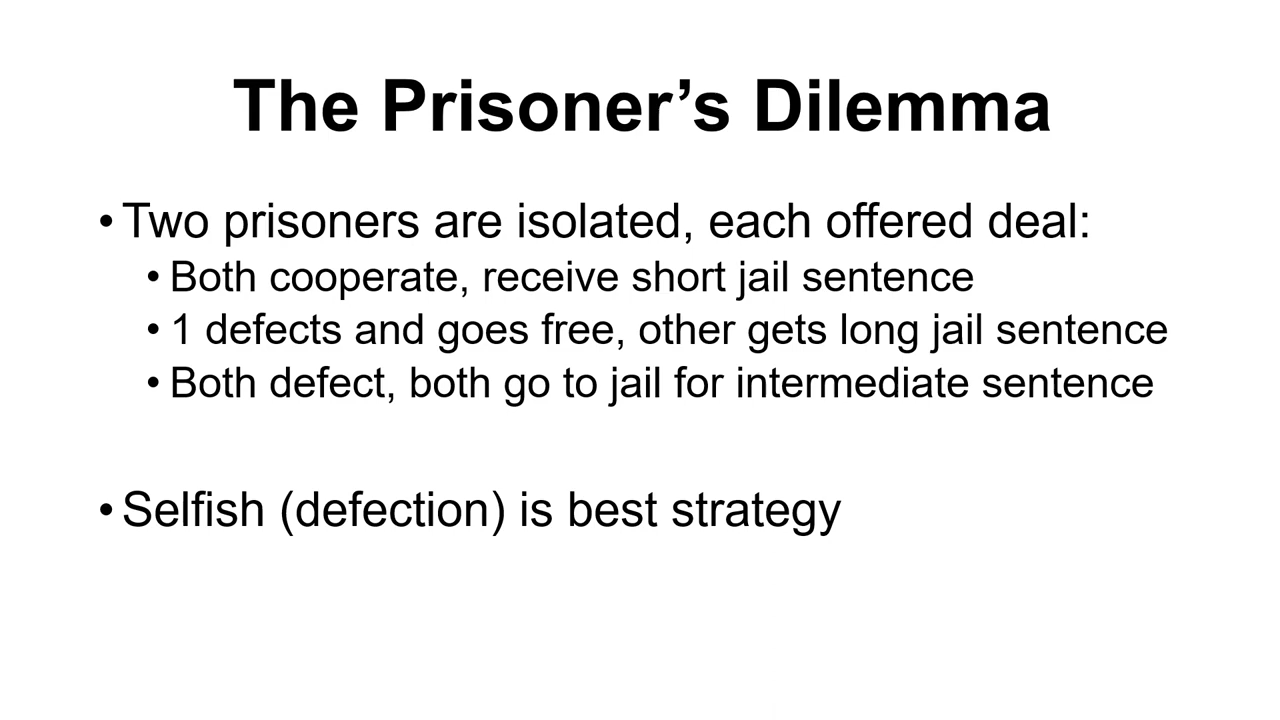 The Prisoner’s Dilemma
• Two prisoners are isolated, each offered deal:
• Both cooperate, receive short jail sentence
• 1 defects and goes free, other gets long jail sentence
• Both defect, both go to jail for intermediate sentence
• Selfish (defection) is best strategy